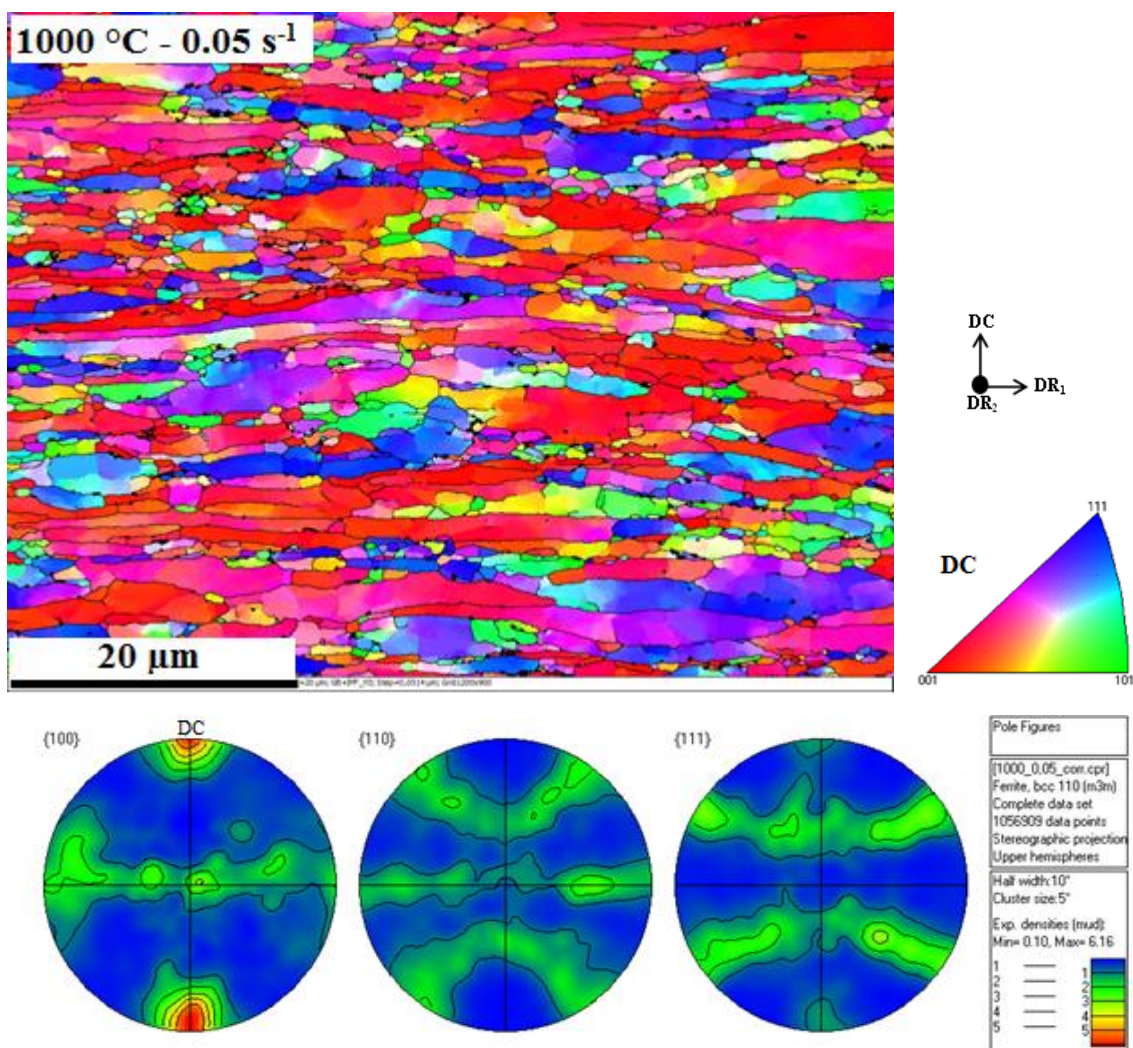 1000 °C - 0.05 s-1
20 µm
DC
DR1
DR2
DC
111
001
101
{100}
DC
{110}
{111}
Pole Figures
[1000_0,05_corr.cpr]
Ferrite, bcc 110 (m3m)
Complete data set
1056909 data points
Stereographic projection
Upper hemispheres
Half width:10°
Cluster size:5°
Exp. densities (mud):
Min= 0.10, Max= 6.16
1
2
3
4
5
1
2
3
4
5